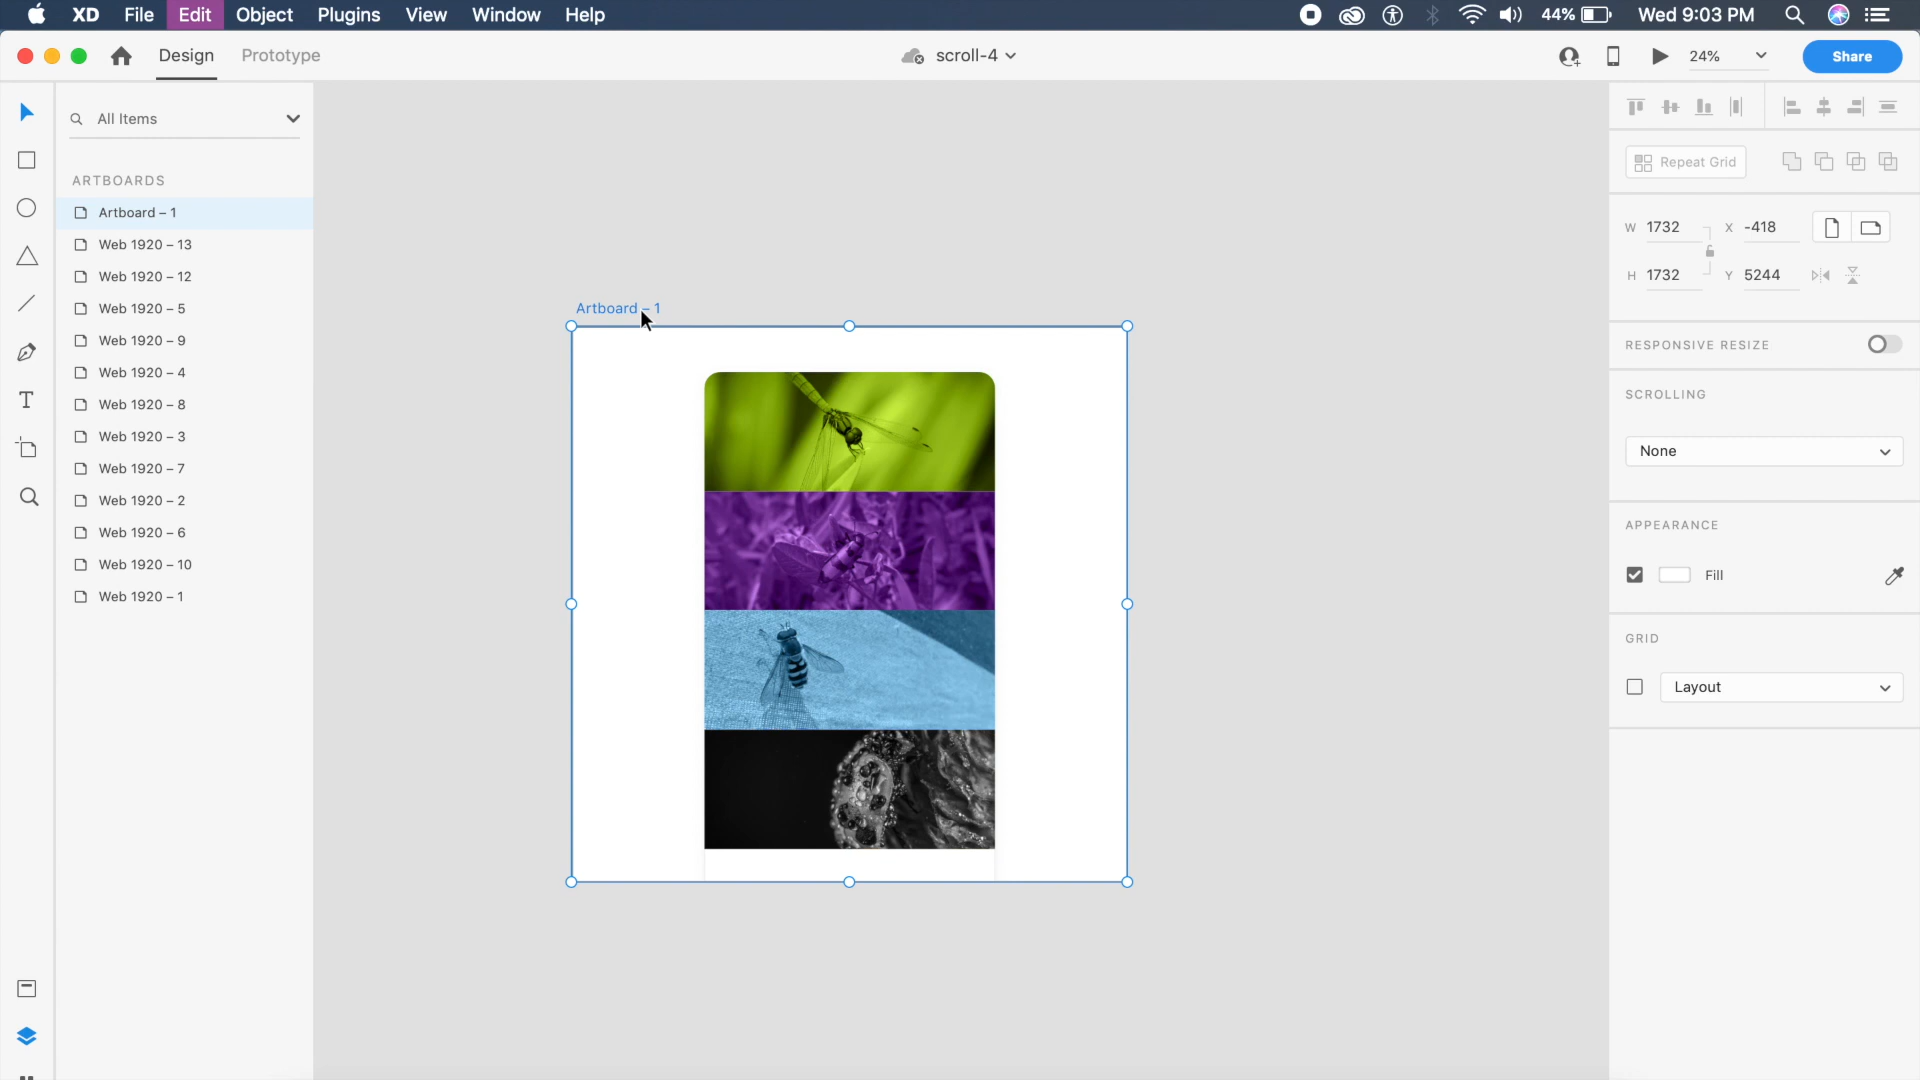 XD File Edit Object Plugins View Window Help 44% Wed 9:03 PM
Design Prototype scroll-4 24% Share
All Items
ARTBOARDS
Artboard – 1
Web 1920 – 13
Web 1920 – 12
Web 1920 – 5
Web 1920 – 9
Web 1920 – 4
Web 1920 – 8
Web 1920 – 3
Web 1920 – 7
Web 1920 – 2
Web 1920 – 6
Web 1920 – 10
Web 1920 – 1
T
Artboard – 1
Repeat Grid
W 1732 X -418
H 1732 Y 5244
RESPONSIVE RESIZE
SCROLLING
None
APPEARANCE
Fill
GRID
Layout